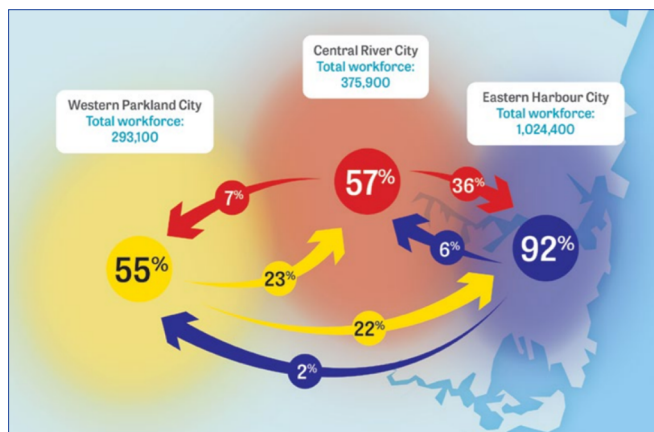 Central River City
Total workforce:
375,900
Western Parkland City
Total workforce:
293,100
Eastern Harbour City
Total workforce:
1,024,400
57%
7%
36%
55%
23%
6%
92%
22%
2%